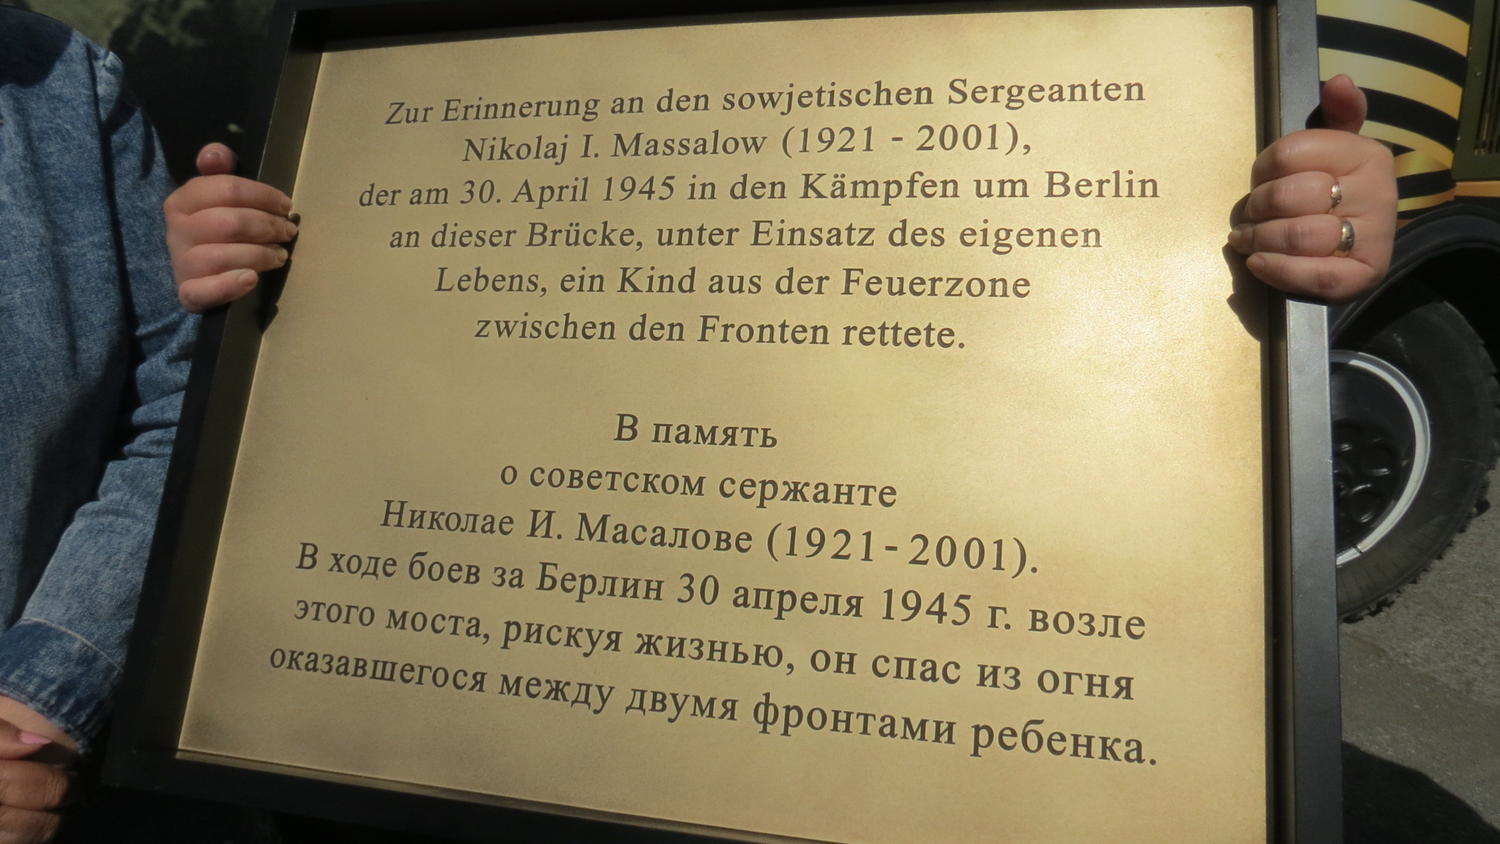 Zur Erinnerung an den sowjetischen Sergeanten
Nikolaj I. Massalow (1921 - 2001),
der am 30. April 1945 in den Kämpfen um Berlin
an dieser Brücke, unter Einsatz des eigenen
Lebens, ein Kind aus der Feuerzone
zwischen den Fronten rettete.
В память
о советском сержанте
Николае И. Масалове (1921 - 2001).
В ходе боев за Берлин 30 апреля 1945 г. возле
этого моста, рискуя жизнью, он спас из огня
оказавшегося между двумя фронтами ребенка.